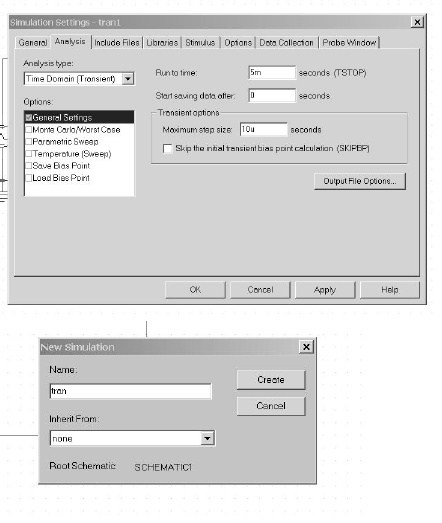 Simulation Settings - tran1
General Analysis Include Files Libraries Stimulus Options Data Collection Probe Window
Analysis type:
Time Domain (Transient)
Options:
General Settings
Monte Carlo/Worst Case
Parametric Sweep
Temperature (Sweep)
Save Bias Point
Load Bias Point
Run to time: 5m seconds (TSTOP)
Start saving data after: 0 seconds
Transient options
Maximum step size: 10u seconds
Skip the initial transient bias point calculation (SKIPBP)
Output File Options...
OK Cancel Apply Help
New Simulation
Name:
tran
Create
Cancel
Inherit From:
none
Root Schematic: SCHEMATIC1